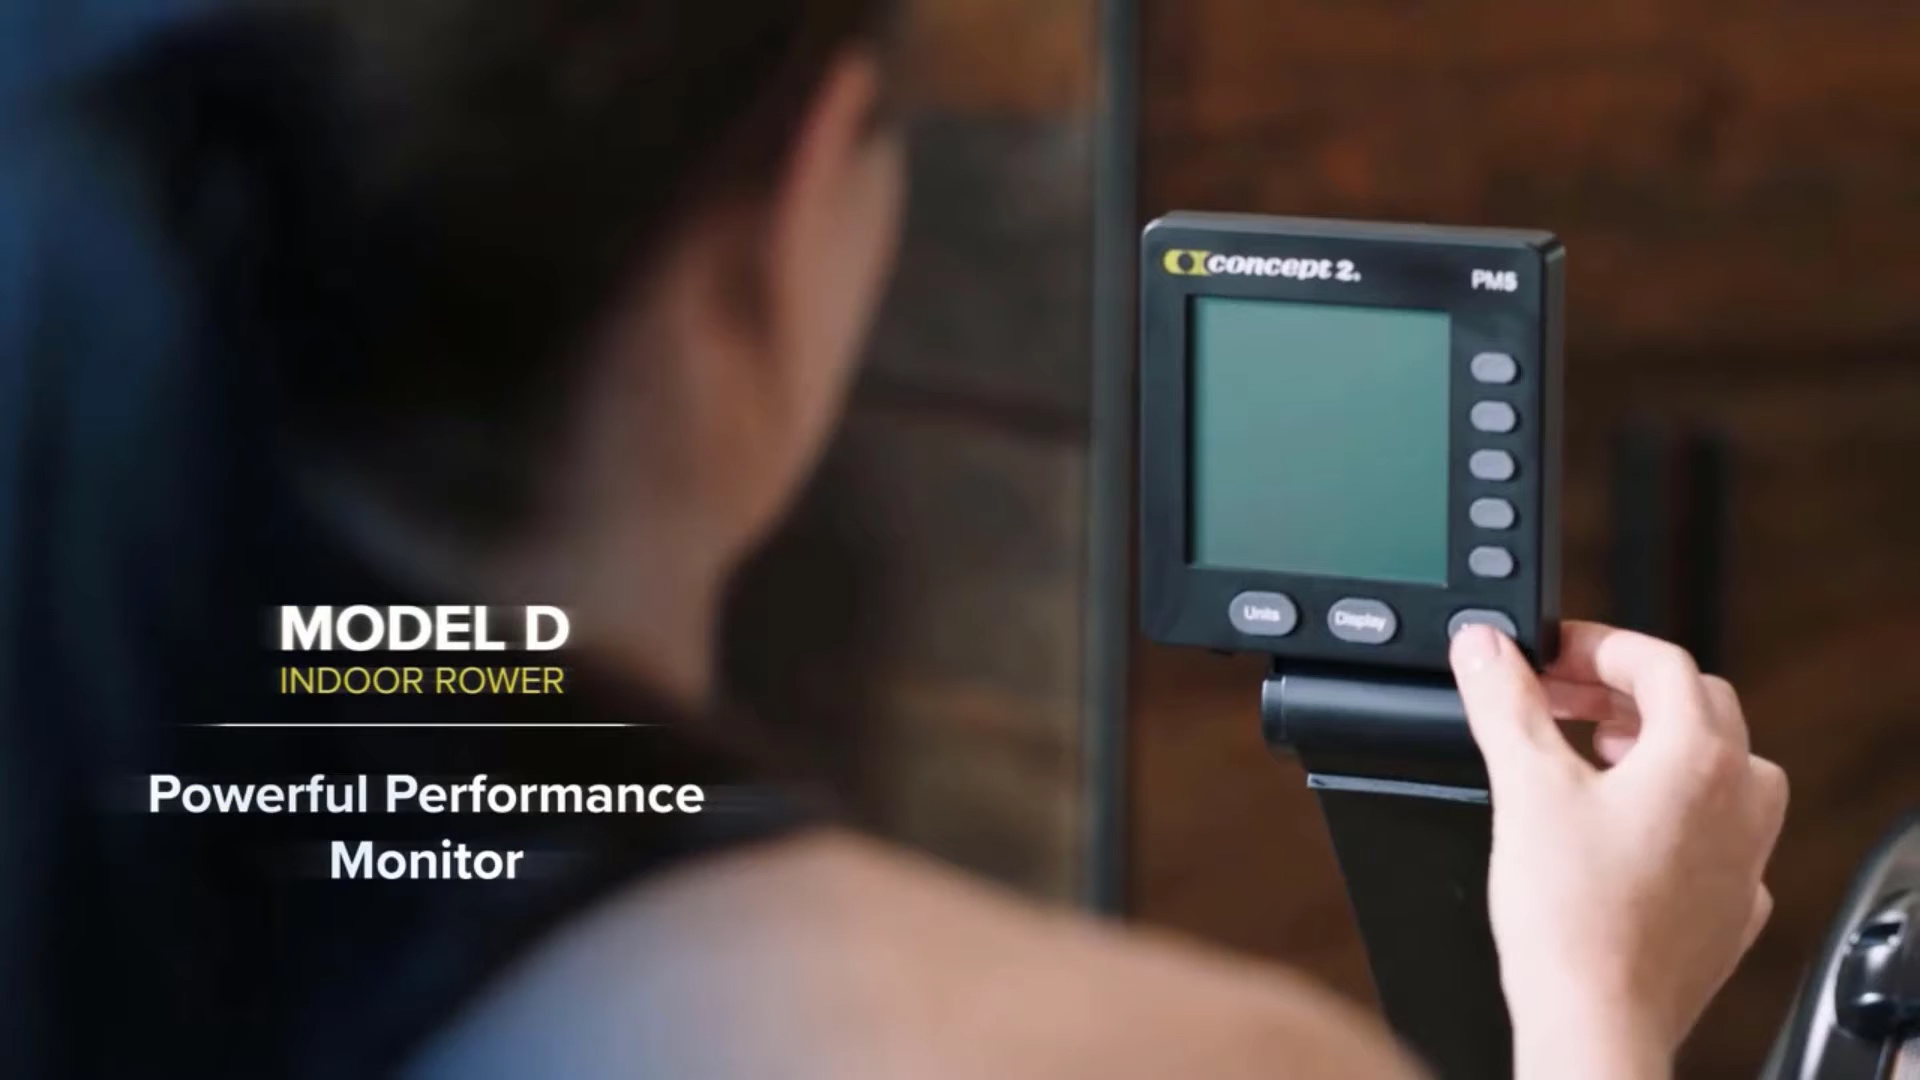 concept 2.
PM5
Units
Display
MODEL D
INDOOR ROWER
Powerful Performance
Monitor